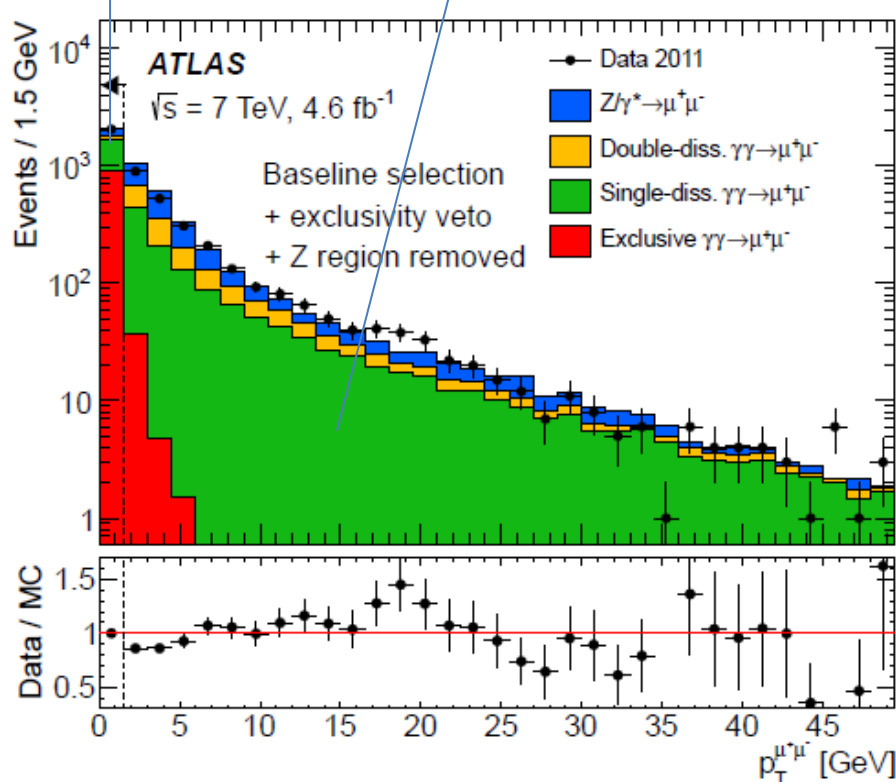 Events / 1.5 GeV
10⁴
10³
10²
10
1
ATLAS
√s = 7 TeV, 4.6 fb⁻¹
Baseline selection
+ exclusivity veto
+ Z region removed
Data 2011
Z/γ*→μ⁺μ⁻
Double-diss. γγ→μ⁺μ⁻
Single-diss. γγ→μ⁺μ⁻
Exclusive γγ→μ⁺μ⁻
Data / MC
1.5
1
0.5
0 5 10 15 20 25 30 35 40 45
p_T^{μ⁺μ⁻} [GeV]